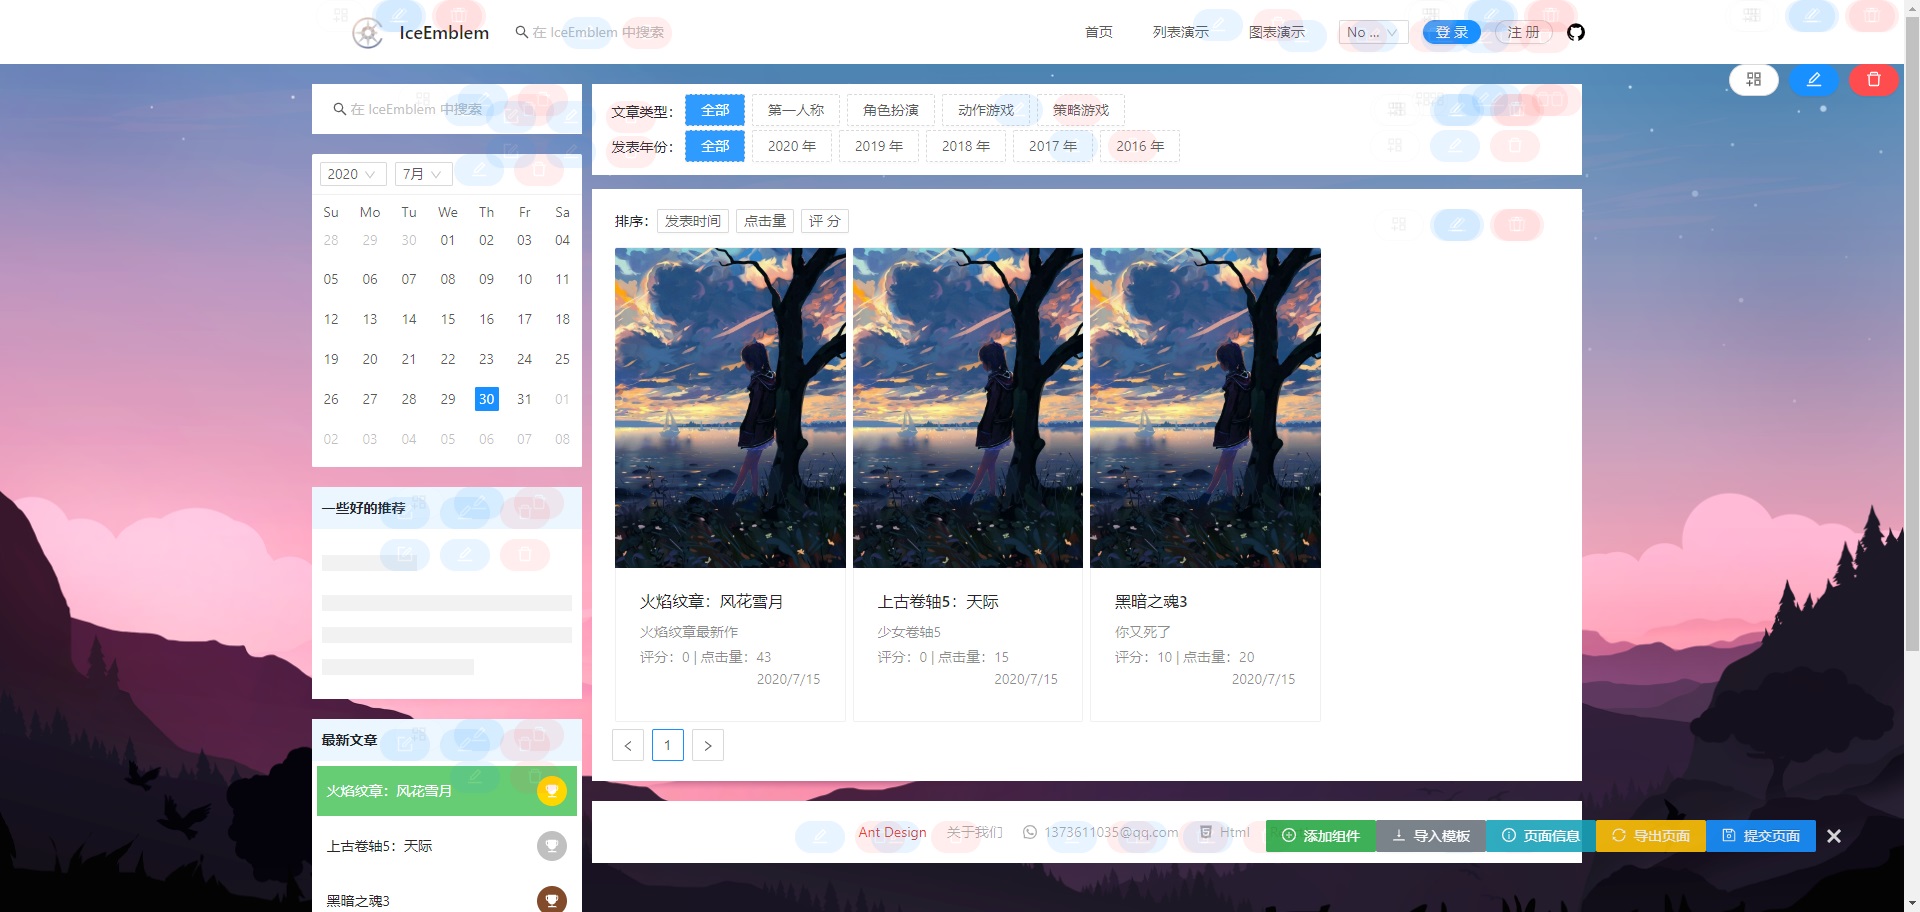 IceEmblem
在 IceEmblem 中搜索
首页
列表演示
图表演示
No ...
登 录
注 册
在 IceEmblem 中搜索
2020
7月
Su Mo Tu We Th Fr Sa
28 29 30 01 02 03 04
05 06 07 08 09 10 11
12 13 14 15 16 17 18
19 20 21 22 23 24 25
26 27 28 29 30 31 01
02 03 04 05 06 07 08
一些好的推荐
最新文章
火焰纹章：风花雪月
上古卷轴5：天际
黑暗之魂3
文章类型： 全部 第一人称 角色扮演 动作游戏 策略游戏
发表年份： 全部 2020 年 2019 年 2018 年 2017 年 2016 年
排序： 发表时间 点击量 评 分
火焰纹章：风花雪月
火焰纹章最新作
评分：0 | 点击量：43
2020/7/15
上古卷轴5：天际
少女卷轴5
评分：0 | 点击量：15
2020/7/15
黑暗之魂3
你又死了
评分：10 | 点击量：20
2020/7/15
< 1 >
Ant Design 关于我们 1373611035@qq.com Html
添加组件 导入模板 页面信息 导出页面 提交页面